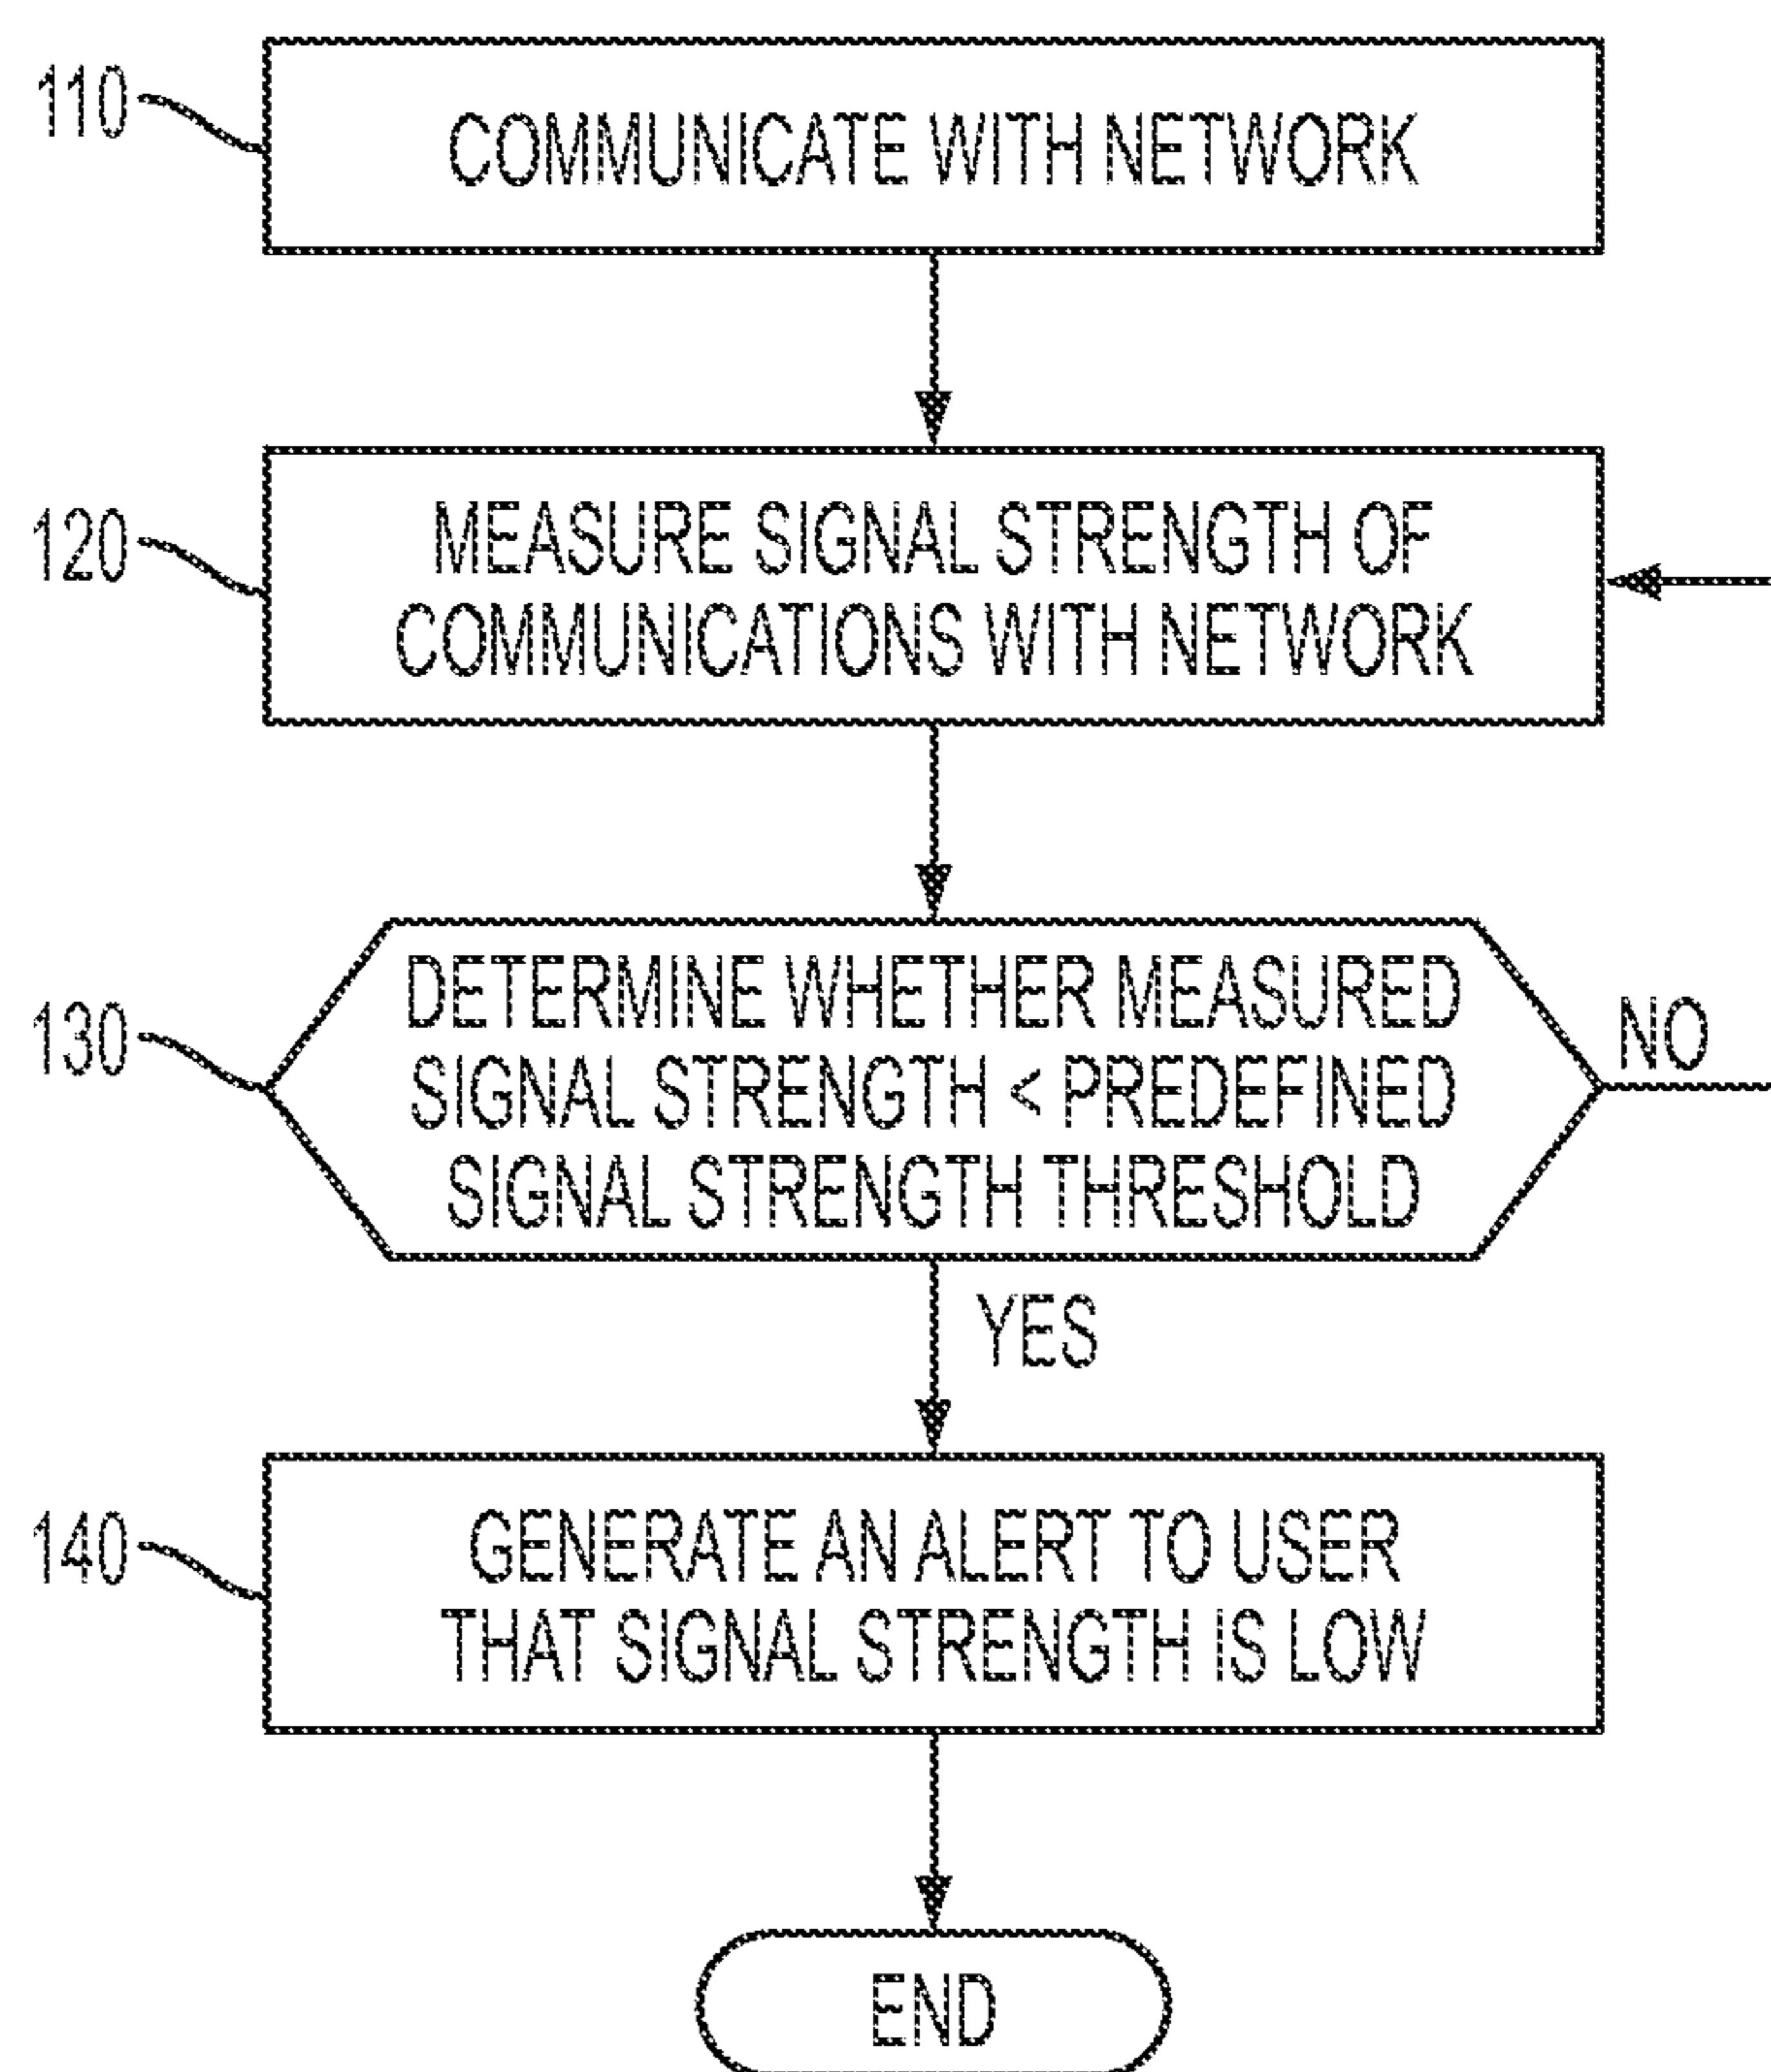 110
COMMUNICATE WITH NETWORK
120
MEASURE SIGNAL STRENGTH OF
COMMUNICATIONS WITH NETWORK
130
DETERMINE WHETHER MEASURED
SIGNAL STRENGTH < PREDEFINED
SIGNAL STRENGTH THRESHOLD
NO
YES
140
GENERATE AN ALERT TO USER
THAT SIGNAL STRENGTH IS LOW
END